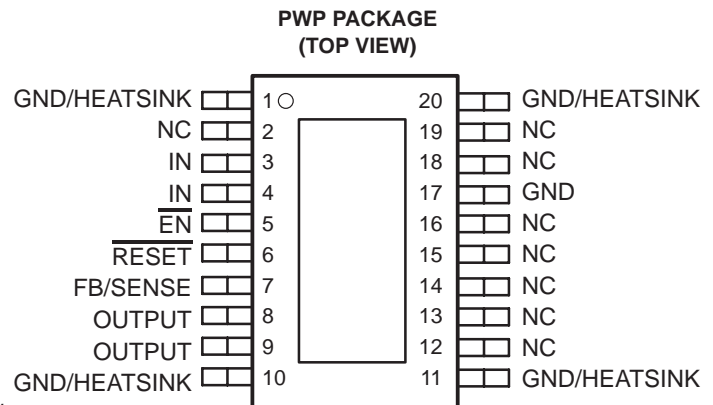 PWP PACKAGE
(TOP VIEW)
GND/HEATSINK 1 20 GND/HEATSINK
NC 2 19 NC
IN 3 18 NC
IN 4 17 GND
EN 5 16 NC
RESET 6 15 NC
FB/SENSE 7 14 NC
OUTPUT 8 13 NC
OUTPUT 9 12 NC
GND/HEATSINK 10 11 GND/HEATSINK